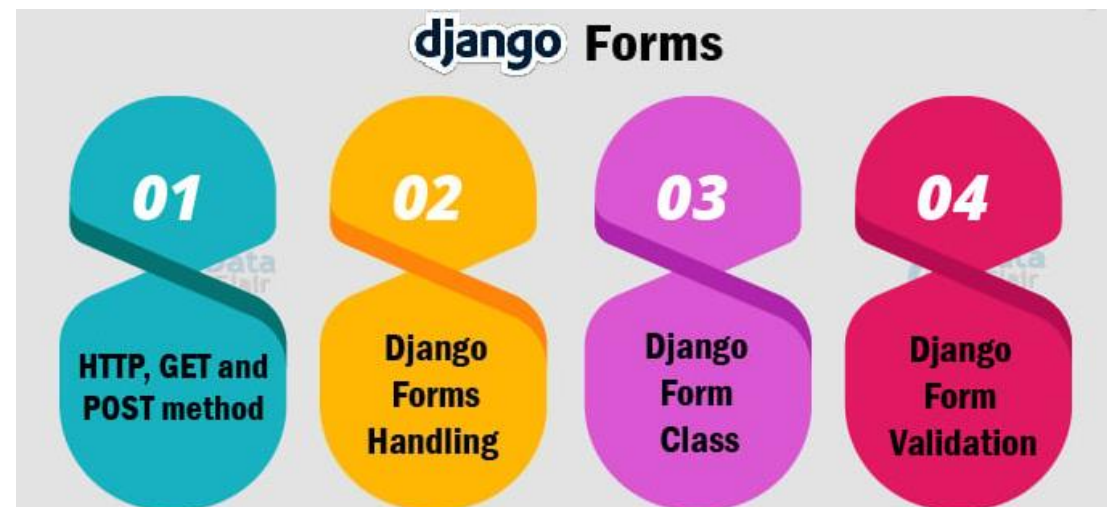 django Forms
01
HTTP, GET and
POST method
02
Django
Forms
Handling
03
Django
Form
Class
04
Django
Form
Validation